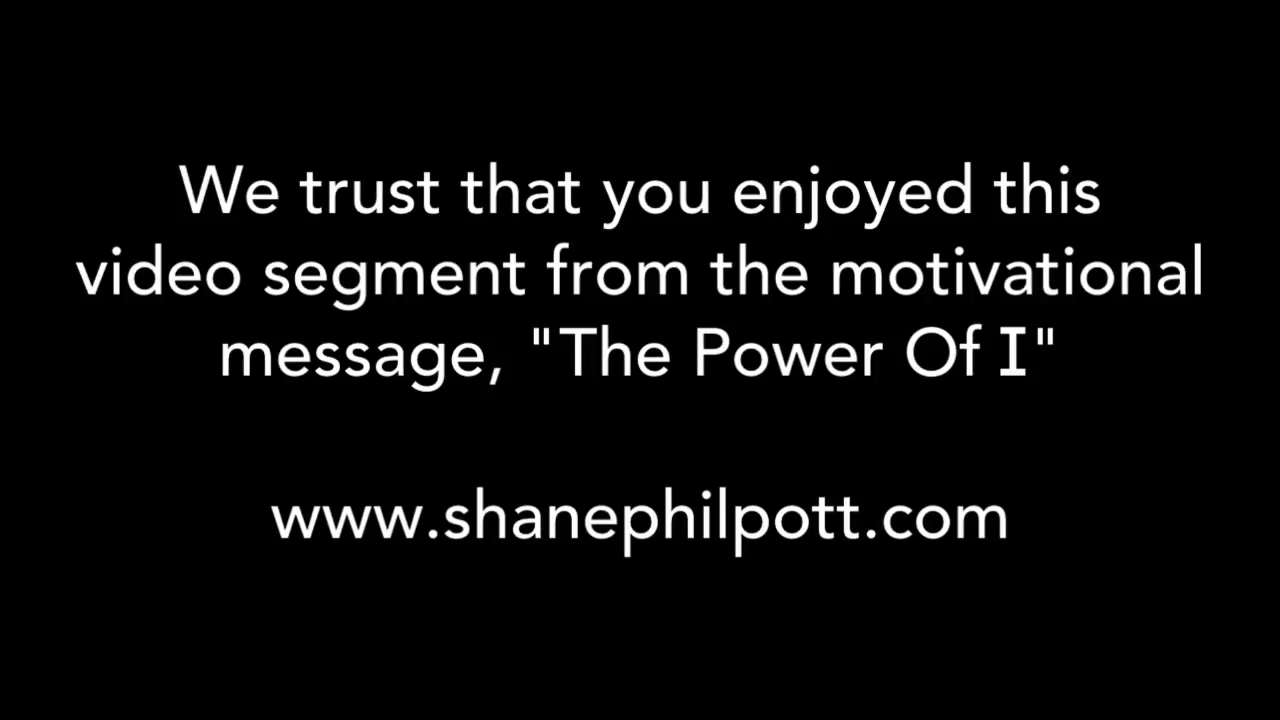 We trust that you enjoyed this
video segment from the motivational
message, "The Power Of I"
www.shanephilpott.com